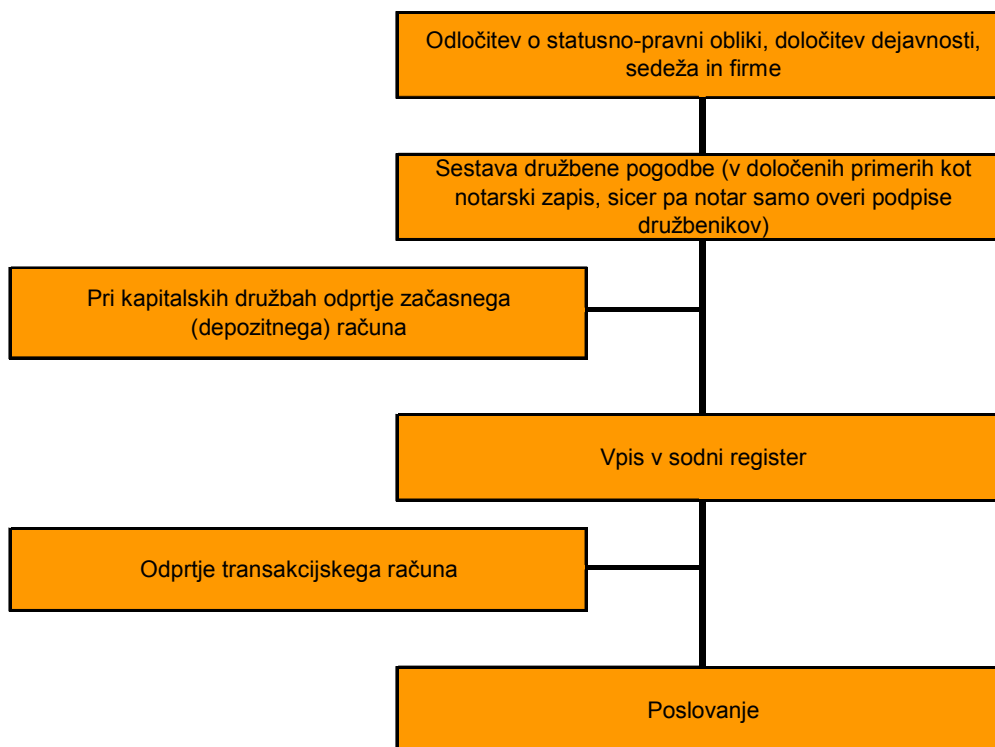 Odločitev o statusno-pravni obliki, določitev dejavnosti,
sedeža in firme
Sestava družbene pogodbe (v določenih primerih kot
notarski zapis, sicer pa notar samo overi podpise
družbenikov)
Pri kapitalskih družbah odprtje začasnega
(depozitnega) računa
Vpis v sodni register
Odprtje transakcijskega računa
Poslovanje